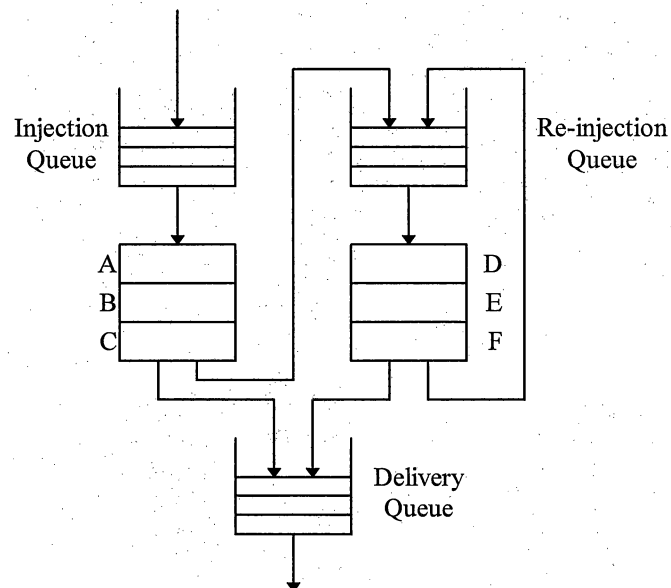 Injection
Queue
Re-injection
Queue
A
B
C
D
E
F
Delivery
Queue